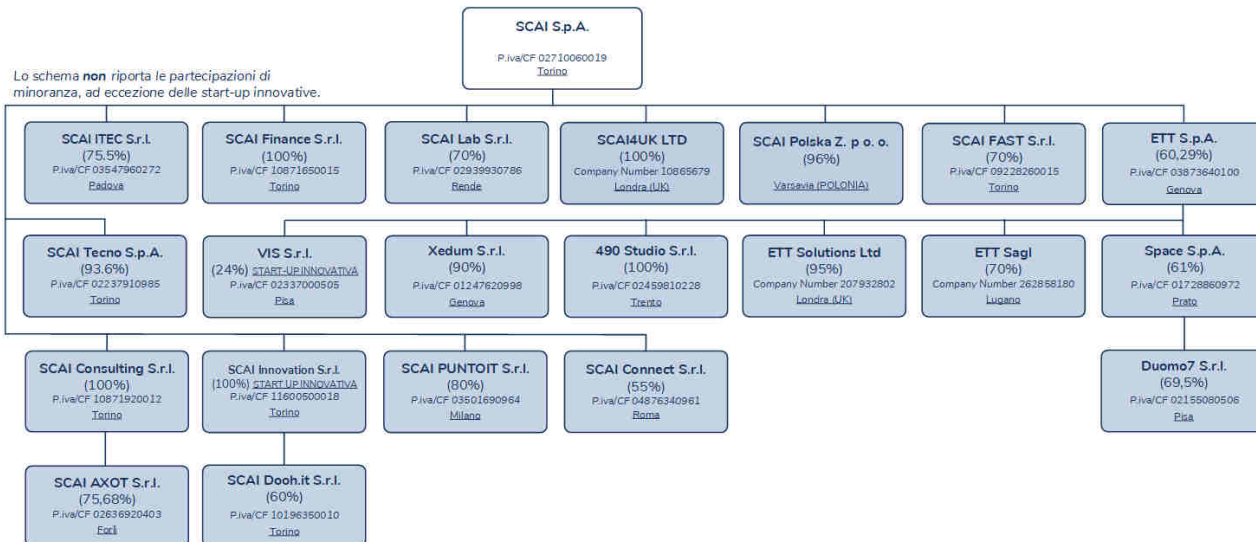 SCAI S.p.A.
P.iva/CF 02710060019
Torino
Lo schema non riporta le partecipazioni di
minoranza, ad eccezione delle start-up innovative.
SCAI ITEC S.r.l.
(75.5%)
P.iva/CF 03547960272
Padova
SCAI Finance S.r.l.
(100%)
P.iva/CF 10871650015
Torino
SCAI Lab S.r.l.
(70%)
P.iva/CF 02939930786
Rende
SCAI4UK LTD
(100%)
Company Number 10865679
Londra (UK)
SCAI Polska Z. p o. o.
(96%)
Varsavia (POLONIA)
SCAI FAST S.r.l.
(70%)
P.iva/CF 09228260015
Torino
ETT S.p.A.
(60,29%)
P.iva/CF 03873640100
Genova
SCAI Tecno S.p.A.
(93.6%)
P.iva/CF 02237910985
Torino
VIS S.r.l.
(24%) START-UP INNOVATIVA
P.iva/CF 02337000505
Pisa
Xedum S.r.l.
(90%)
P.iva/CF 01247620998
Genova
490 Studio S.r.l.
(100%)
P.iva/CF 02459810228
Trento
ETT Solutions Ltd
(95%)
Company Number 207932802
Londra (UK)
ETT Sagl
(70%)
Company Number 262858180
Lugano
Space S.p.A.
(61%)
P.iva/CF 01728860972
Prato
SCAI Consulting S.r.l.
(100%)
P.iva/CF 10871920012
Torino
SCAI Innovation S.r.l.
(100%) START UP INNOVATIVA
P.iva/CF 11600500018
Torino
SCAI PUNTOIT S.r.l.
(80%)
P.iva/CF 03501690964
Milano
SCAI Connect S.r.l.
(55%)
P.iva/CF 04876340961
Roma
Duomo7 S.r.l.
(69,5%)
P.iva/CF 02155080506
Pisa
SCAI AXOT S.r.l.
(75,68%)
P.iva/CF 02636920403
Forlì
SCAI Dooh.it S.r.l.
(60%)
P.iva/CF 10196350010
Torino